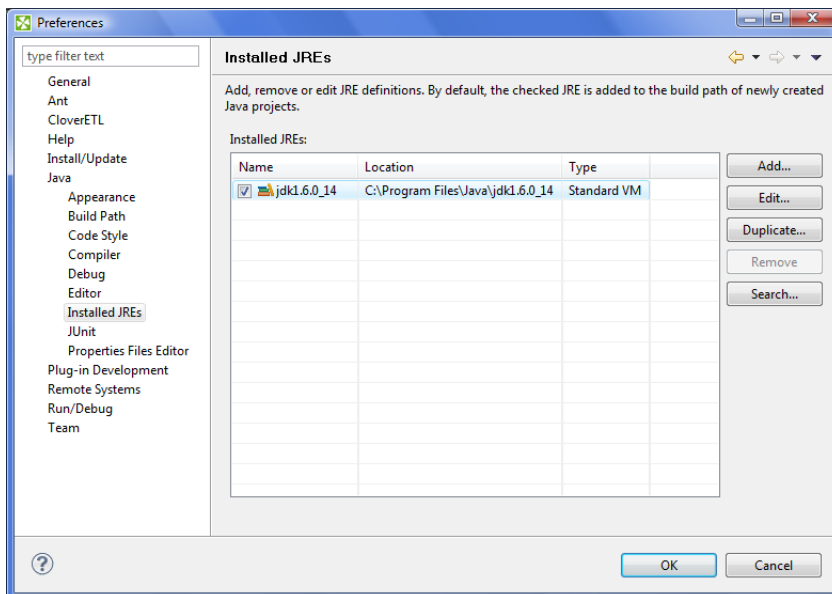 Preferences
type filter text
General
Ant
CloverETL
Help
Install/Update
Java
Appearance
Build Path
Code Style
Compiler
Debug
Editor
Installed JREs
JUnit
Properties Files Editor
Plug-in Development
Remote Systems
Run/Debug
Team
Installed JREs
Add, remove or edit JRE definitions. By default, the checked JRE is added to the build path of newly created
Java projects.
Installed JREs:
Name Location Type
jdk1.6.0_14 C:\Program Files\Java\jdk1.6.0_14 Standard VM
Add...
Edit...
Duplicate...
Remove
Search...
OK Cancel